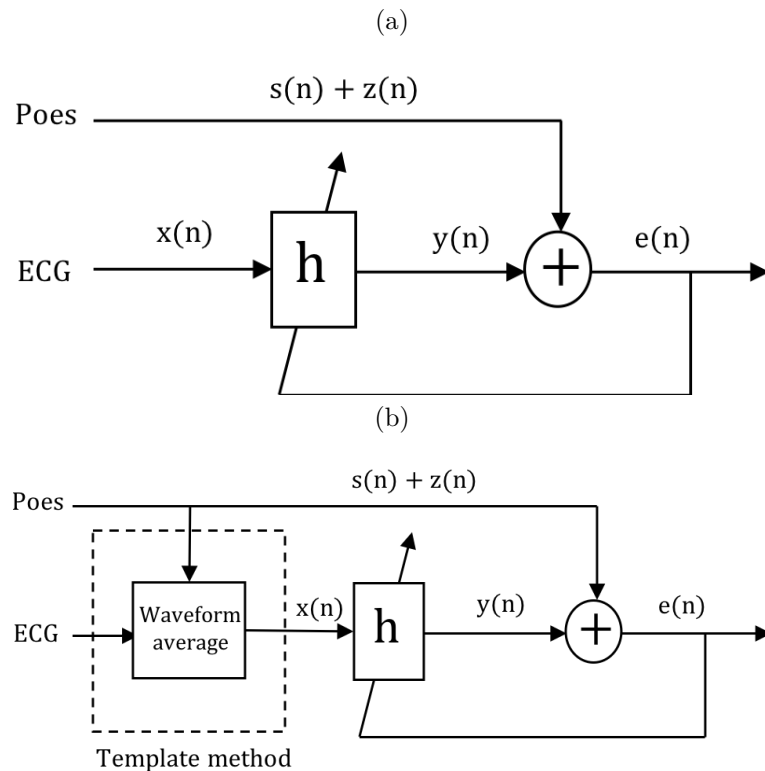 (a)
s(n) + z(n)
Poes
x(n)
h
y(n)
+
e(n)
ECG
(b)
s(n) + z(n)
Poes
Waveform
average
x(n)
h
y(n)
+
e(n)
ECG
Template method